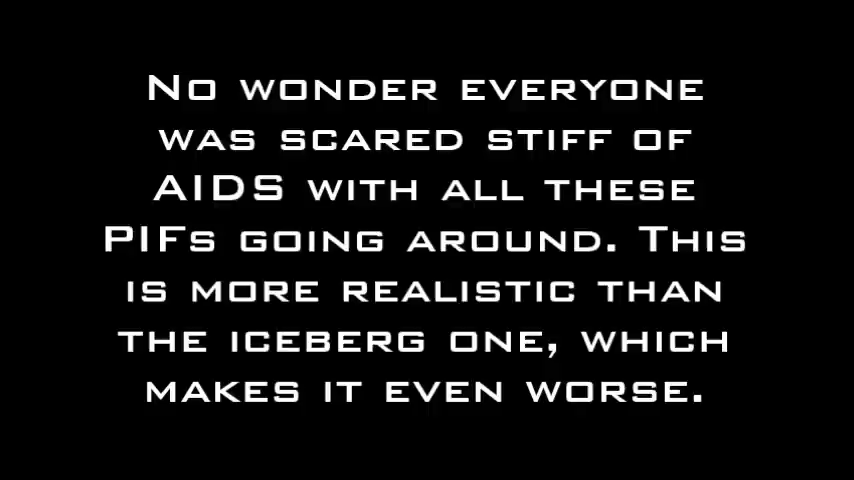 No wonder everyone
was scared stiff of
AIDS with all these
PIFs going around. This
is more realistic than
the iceberg one, which
makes it even worse.